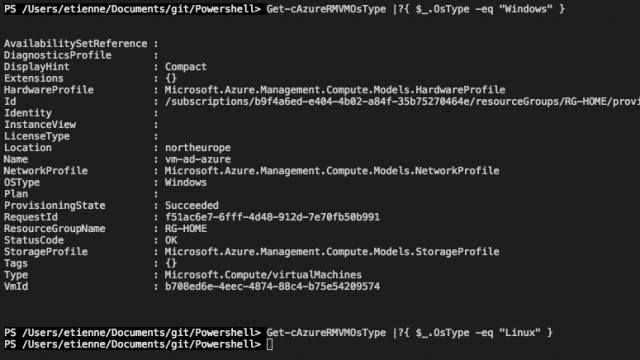 PS /Users/etienne/Documents/git/Powershell> Get-cAzureRMVMOsType |?{ $_.OsType -eq "Windows" }
AvailabilitySetReference :
DiagnosticsProfile :
DisplayHint : Compact
Extensions : {}
HardwareProfile : Microsoft.Azure.Management.Compute.Models.HardwareProfile
Id : /subscriptions/b9f4a6ed-e404-4b02-a84f-35b75270464e/resourceGroups/RG-HOME/provi
Identity :
InstanceView :
LicenseType :
Location : northeurope
Name : vm-ad-azure
NetworkProfile : Microsoft.Azure.Management.Compute.Models.NetworkProfile
OSType : Windows
Plan :
ProvisioningState : Succeeded
RequestId : f51ac6e7-6fff-4d48-912d-7e70fb50b991
ResourceGroupName : RG-HOME
StatusCode : OK
StorageProfile : Microsoft.Azure.Management.Compute.Models.StorageProfile
Tags : {}
Type : Microsoft.Compute/virtualMachines
VmId : b708ed6e-4eec-4874-88c4-b75e54209574
PS /Users/etienne/Documents/git/Powershell> Get-cAzureRMVMOsType |?{ $_.OsType -eq "Linux" }
PS /Users/etienne/Documents/git/Powershell>